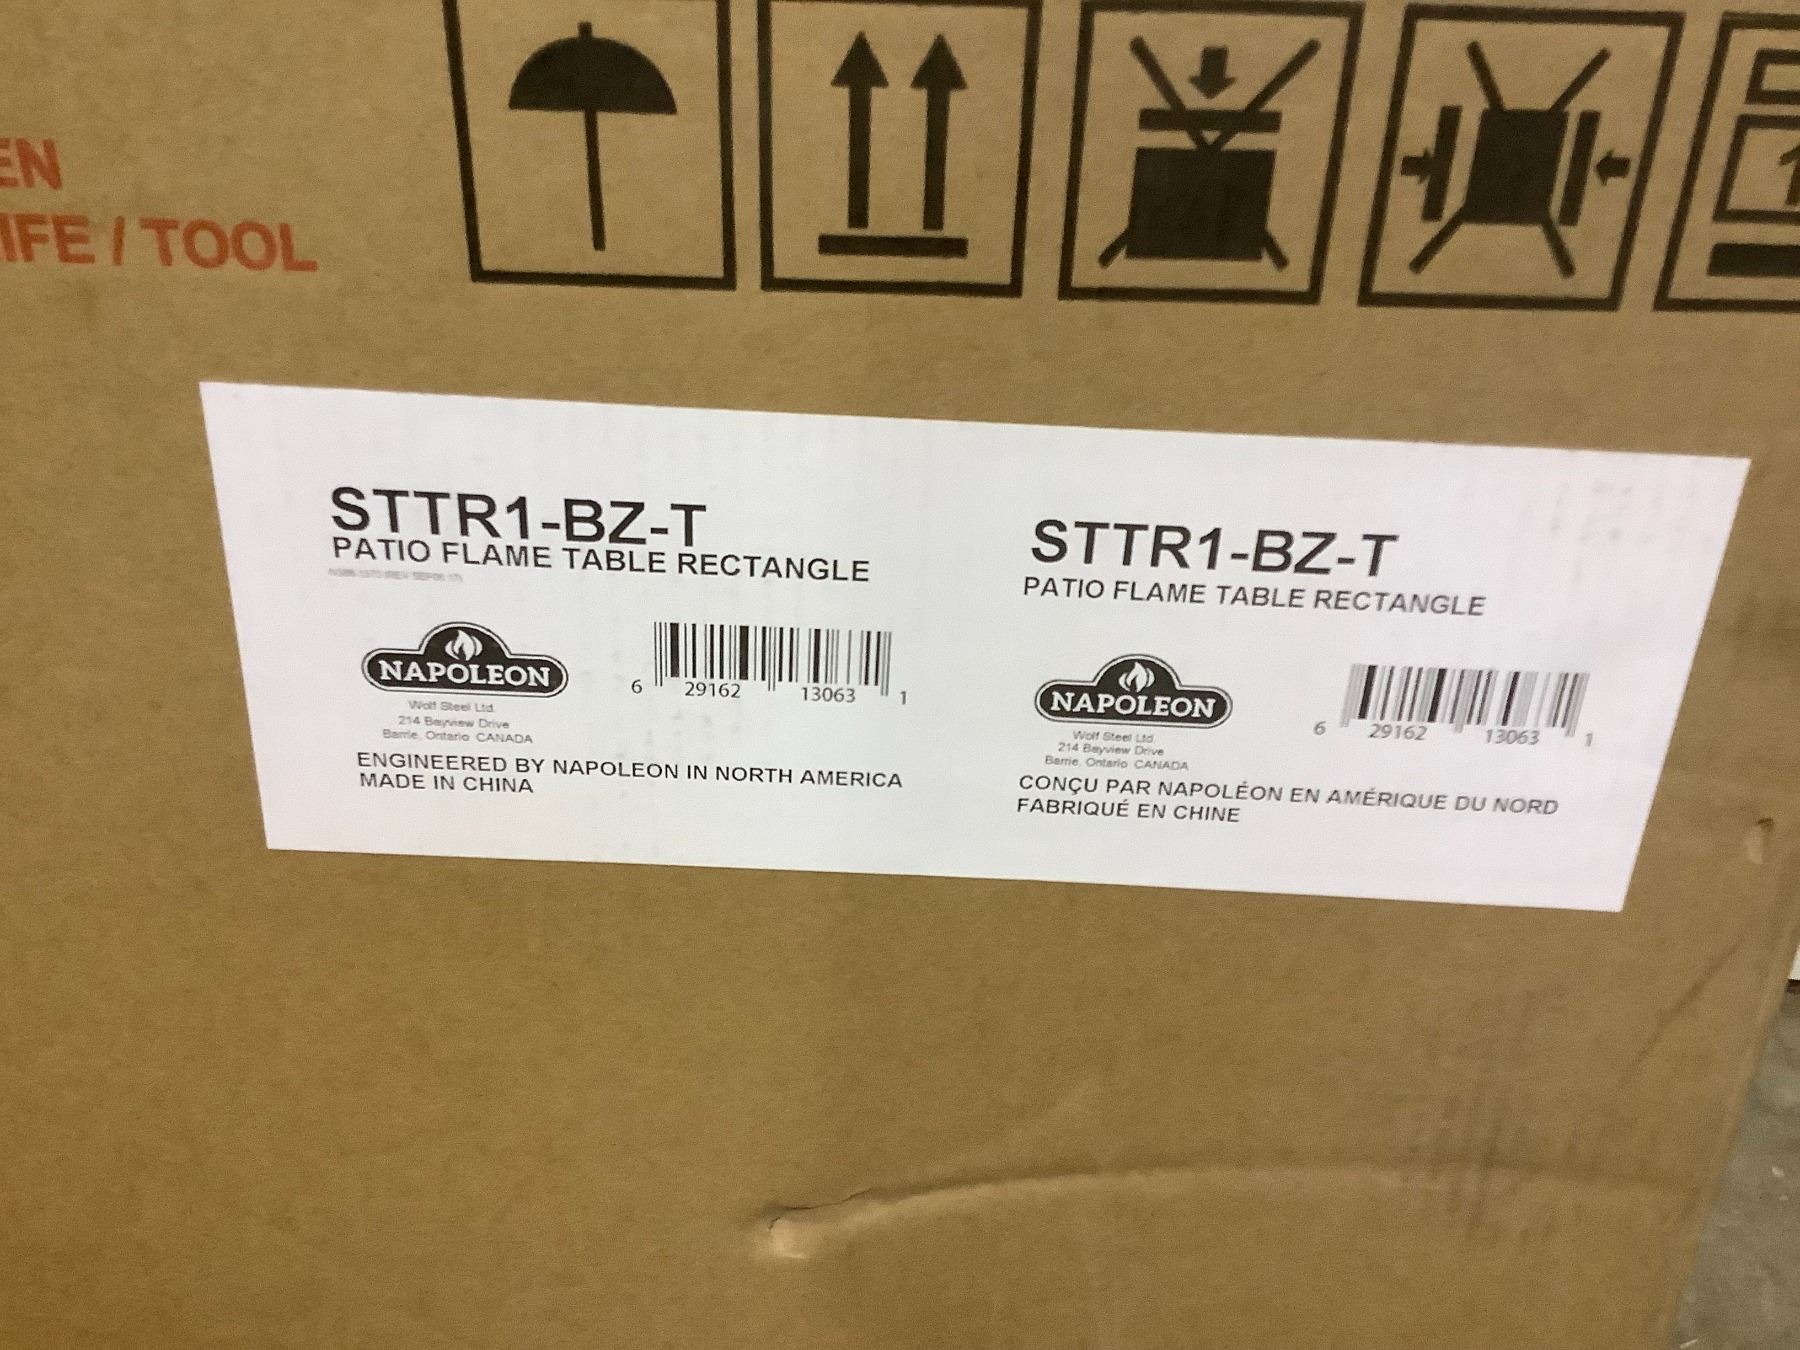 EN
IFE / TOOL
1
STTR1-BZ-T
PATIO FLAME TABLE RECTANGLE
NAPOLEON
Wolf Steel Ltd.
214 Bayview Drive
Barrie, Ontario CANADA
6 29162 13063 1
ENGINEERED BY NAPOLEON IN NORTH AMERICA
MADE IN CHINA
STTR1-BZ-T
PATIO FLAME TABLE RECTANGLE
NAPOLEON
Wolf Steel Ltd.
214 Bayview Drive
Barrie, Ontario CANADA
6 29162 13063 1
CONÇU PAR NAPOLÉON EN AMÉRIQUE DU NORD
FABRIQUÉ EN CHINE